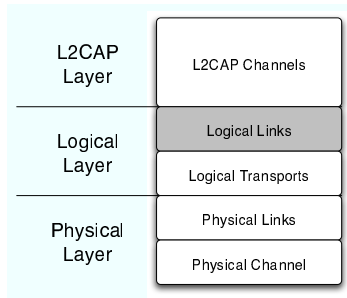 L2CAP
Layer
L2CAP Channels
Logical
Layer
Logical Links
Logical Transports
Physical
Layer
Physical Links
Physical Channel